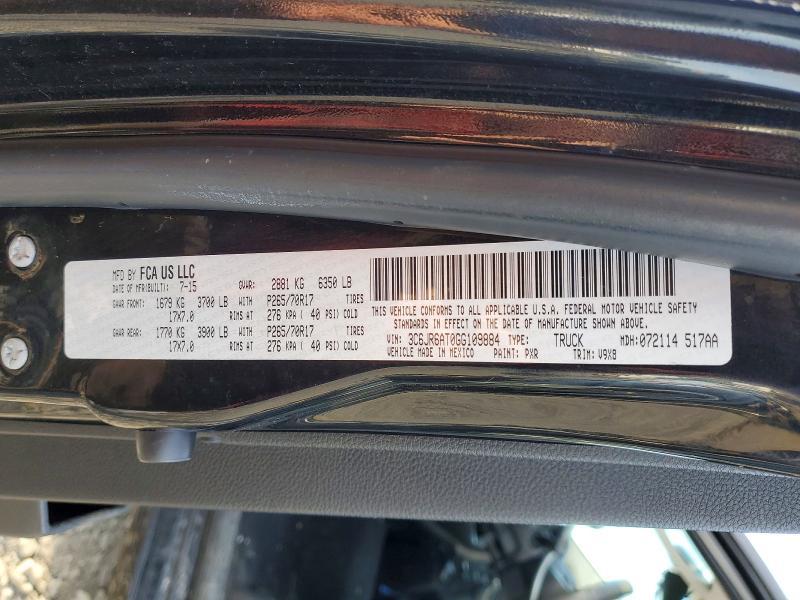 MFD BY FCA US LLC
DATE OF MFR(BUILT): 7-15 GVWR: 2881 KG 6350 LB
GAWR FRONT: 1679 KG 3700 LB WITH P265/70R17 TIRES
17X7.0 RIMS AT 276 KPA ( 40 PSI) COLD
GAWR REAR: 1770 KG 3900 LB WITH P265/70R17 TIRES
17X7.0 RIMS AT 276 KPA ( 40 PSI) COLD
THIS VEHICLE CONFORMS TO ALL APPLICABLE U.S.A. FEDERAL MOTOR VEHICLE SAFETY
STANDARDS IN EFFECT ON THE DATE OF MANUFACTURE SHOWN ABOVE.
VIN: 3C6JR6AT0GG109884 TYPE: TRUCK MDH:072114 517AA
VEHICLE MADE IN MEXICO PAINT: PXR TRIM: V9X8